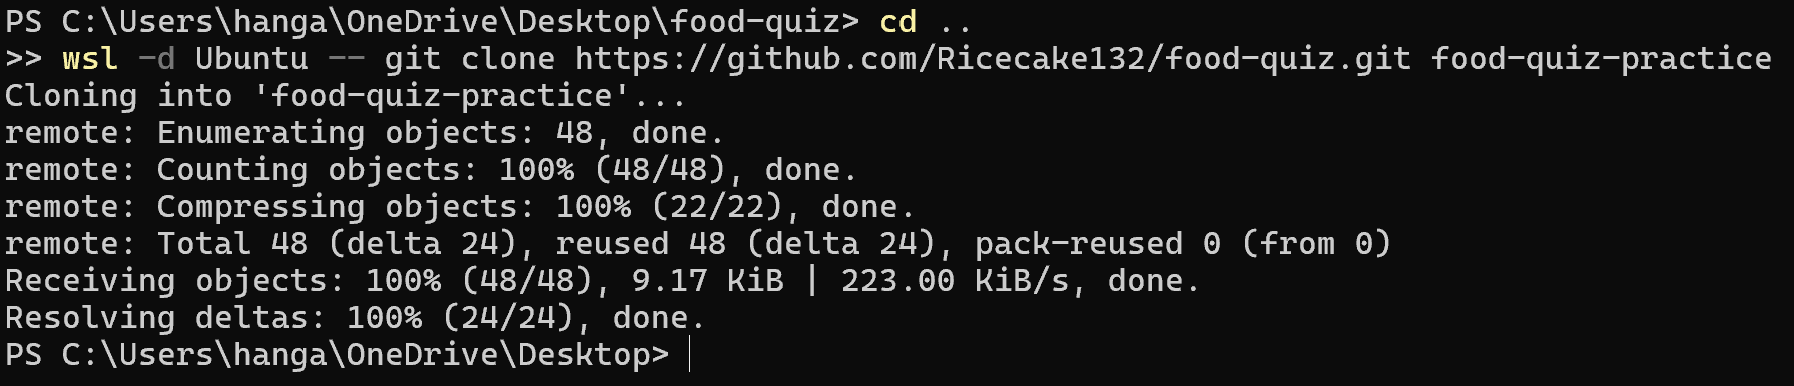 PS C:\Users\hanga\OneDrive\Desktop\food-quiz> cd ..
>> wsl -d Ubuntu -- git clone https://github.com/Ricecake132/food-quiz.git food-quiz-practice
Cloning into 'food-quiz-practice'...
remote: Enumerating objects: 48, done.
remote: Counting objects: 100% (48/48), done.
remote: Compressing objects: 100% (22/22), done.
remote: Total 48 (delta 24), reused 48 (delta 24), pack-reused 0 (from 0)
Receiving objects: 100% (48/48), 9.17 KiB | 223.00 KiB/s, done.
Resolving deltas: 100% (24/24), done.
PS C:\Users\hanga\OneDrive\Desktop>